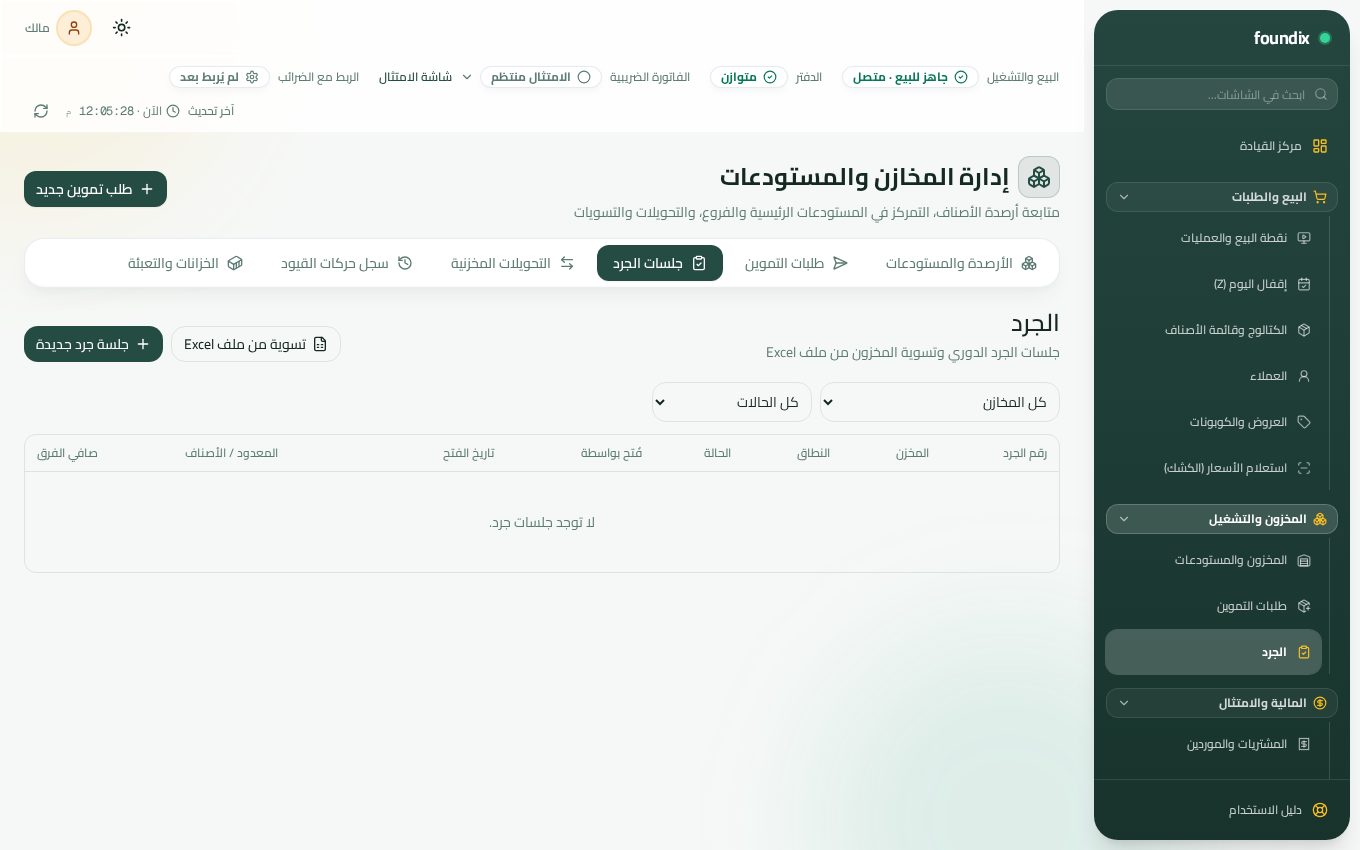 foundix
ابحث في الشاشات...
مركز القيادة
البيع والطلبات
نقطة البيع والعمليات
إقفال اليوم (Z)
الكتالوج وقائمة الأصناف
العملاء
العروض والكوبونات
استعلام الأسعار (الكشك)
المخزون والتشغيل
المخزون والمستودعات
طلبات التموين
الجرد
المالية والامتثال
المشتريات والموردين
دليل الاستخدام
مالك
البيع والتشغيل جاهز للبيع · متصل الدفتر متوازن الفاتورة الضريبية الامتثال منتظم شاشة الامتثال الربط مع الضرائب لم يُربط بعد
آخر تحديث الآن · 12:05:28 م
إدارة المخازن والمستودعات
متابعة أرصدة الأصناف، التمركز في المستودعات الرئيسية والفروع، والتحويلات والتسويات
طلب تموين جديد
الأرصدة والمستودعات طلبات التموين جلسات الجرد التحويلات المخزنية سجل حركات القيود الخزانات والتعبئة
الجرد
جلسات الجرد الدوري وتسوية المخزون من ملف Excel
تسوية من ملف Excel جلسة جرد جديدة
كل المخازن كل الحالات
رقم الجرد المخزن النطاق الحالة فُتح بواسطة تاريخ الفتح المعدود / الأصناف صافي الفرق
لا توجد جلسات جرد.